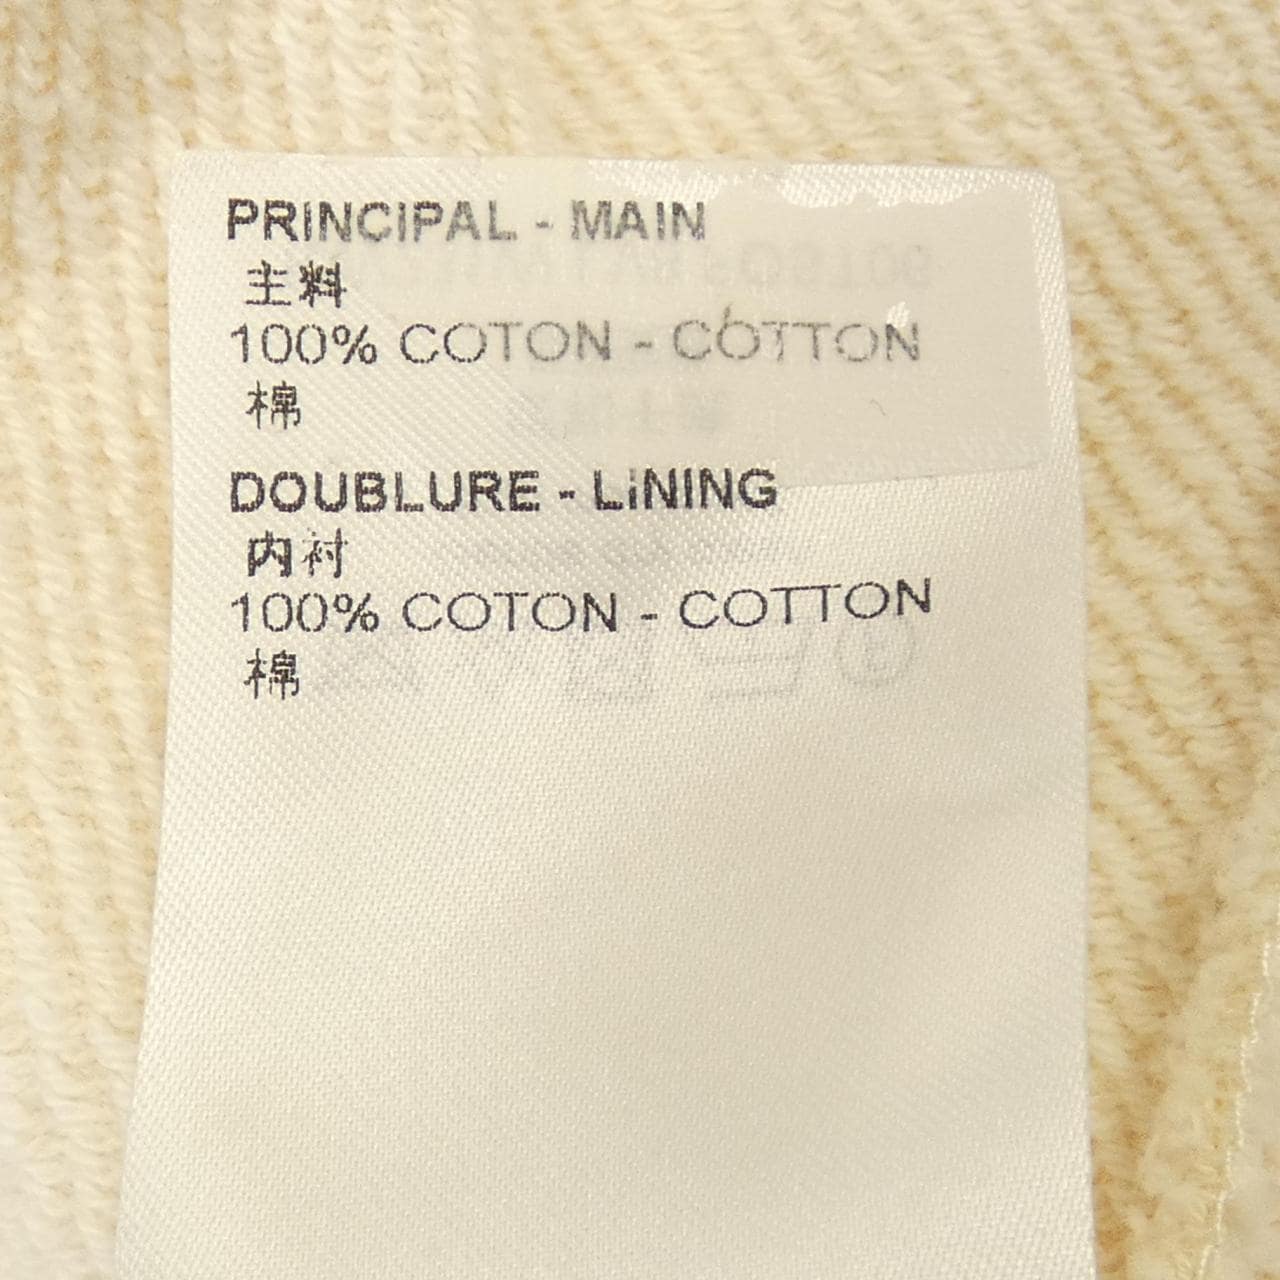 PRINCIPAL - MAIN
主料
100% COTON - COTTON
棉
DOUBLURE - LINING
内衬
100% COTON - COTTON
棉